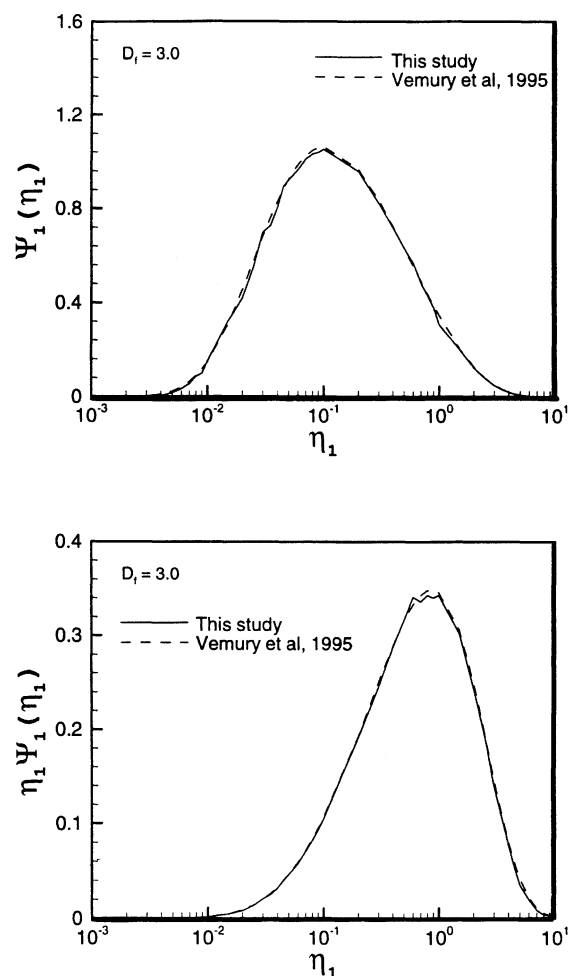 1.6
D_f = 3.0
This study
Vemury et al, 1995
1.2
Ψ₁(η₁)
0.8
0.4
0
10⁻³
10⁻²
10⁻¹
10⁰
10¹
η₁
0.4
D_f = 3.0
This study
Vemury et al, 1995
0.3
η₁Ψ₁(η₁)
0.2
0.1
0
10⁻³
10⁻²
10⁻¹
10⁰
10¹
η₁